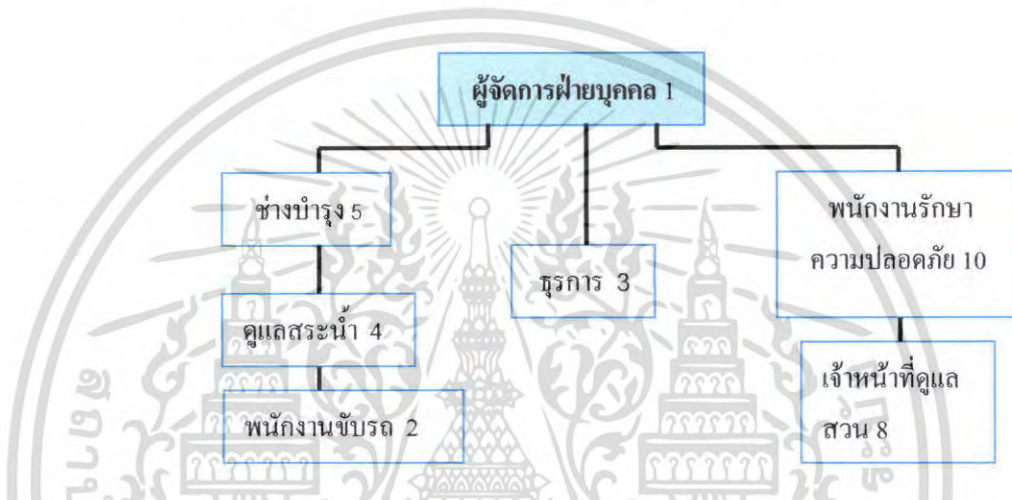 ผู้จัดการฝ่ายบุคคล 1
ช่างบำรุง 5
ธุรการ 3
พนักงานรักษา
ความปลอดภัย 10
ดูแลสระน้ำ 4
พนักงานขับรถ 2
เจ้าหน้าที่ดูแล
สวน 8